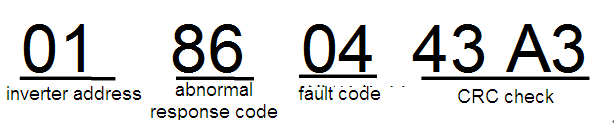 01 86 04 43 A3
inverter address abnormal response code fault code CRC check